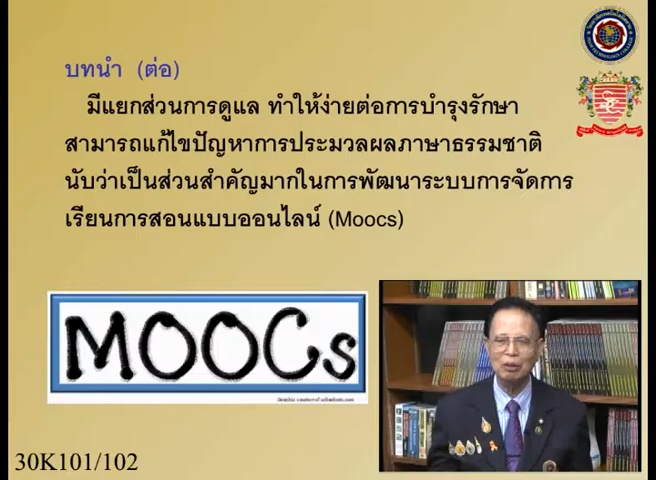 บทนำ (ต่อ)
มีแยกส่วนการดูแล ทำให้ง่ายต่อการบำรุงรักษา
สามารถแก้ไขปัญหาการประมวลผลภาษาธรรมชาติ
นับว่าเป็นส่วนสำคัญมากในการพัฒนาระบบการจัดการ
เรียนการสอนแบบออนไลน์ (Moocs)
MOOCs
30K101/102